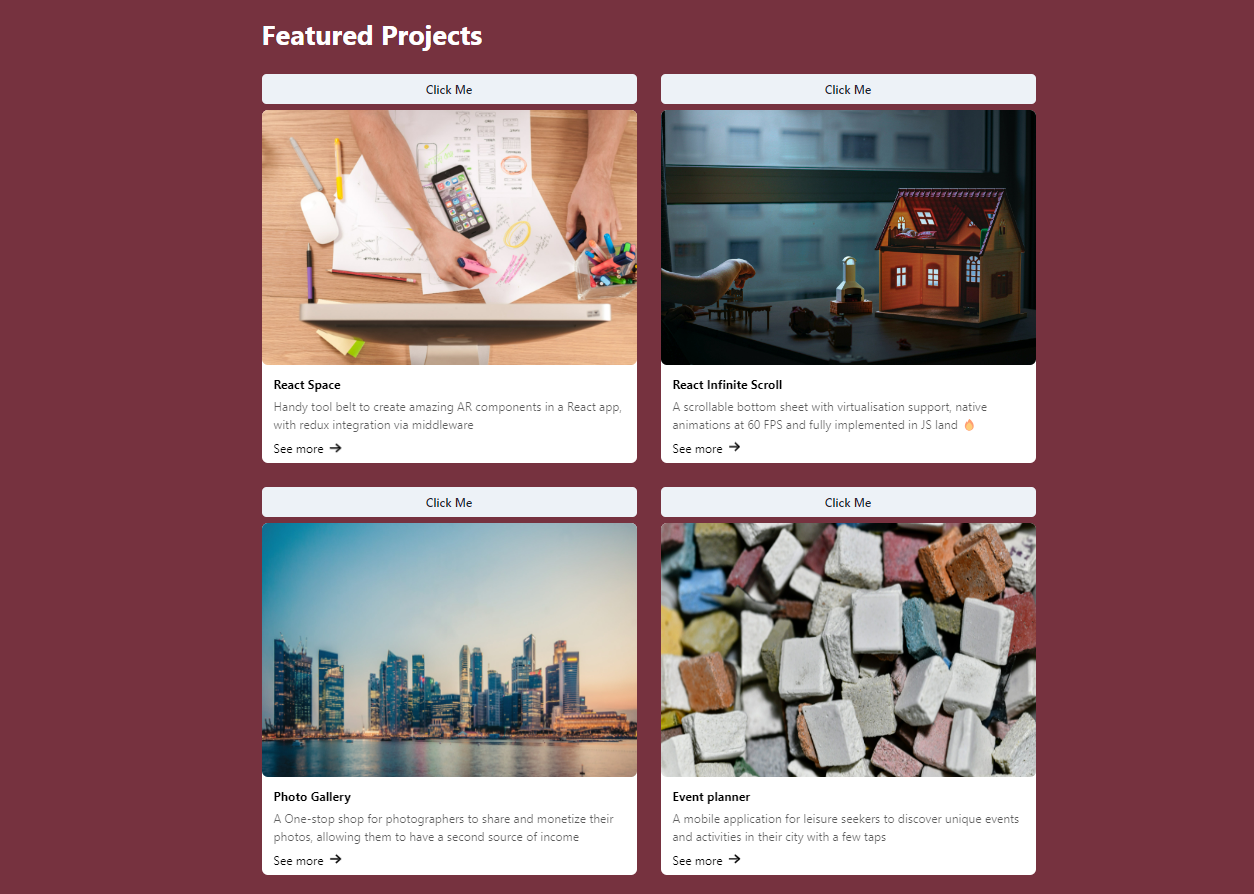 Featured Projects
Click Me
Click Me
React Space
Handy tool belt to create amazing AR components in a React app,
with redux integration via middleware
See more →
React Infinite Scroll
A scrollable bottom sheet with virtualisation support, native
animations at 60 FPS and fully implemented in JS land 🔥
See more →
Click Me
Click Me
Photo Gallery
A One-stop shop for photographers to share and monetize their
photos, allowing them to have a second source of income
See more →
Event planner
A mobile application for leisure seekers to discover unique events
and activities in their city with a few taps
See more →